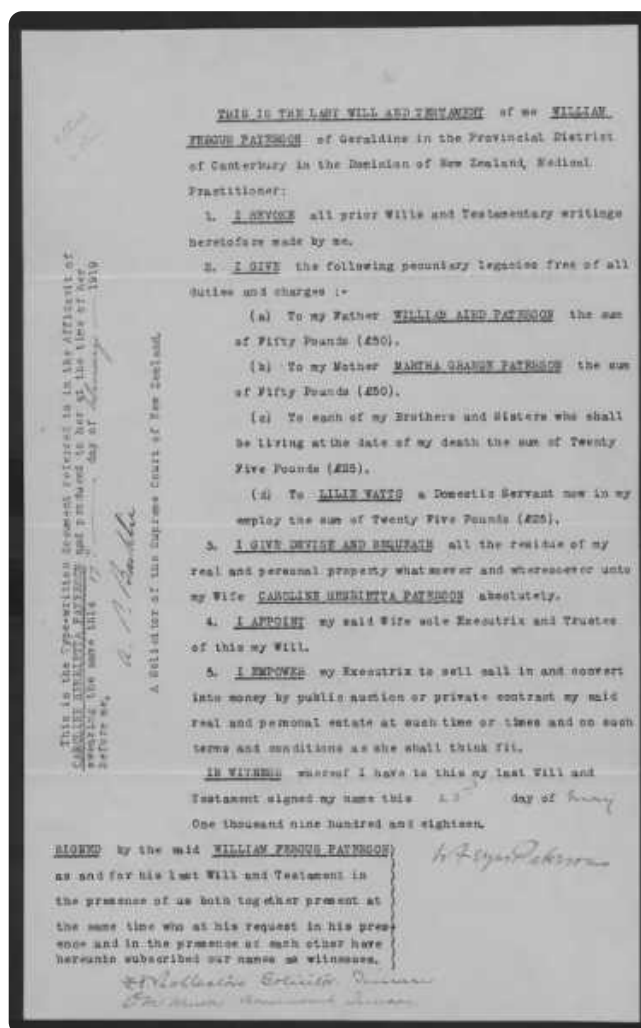 THIS IS THE LAST WILL AND TESTAMENT of me WILLIAM
FERGUS PATERSON of Geraldine in the Provincial District
of Canterbury in the Dominion of New Zealand, Medical
Practitioner:
1. I REVOKE all prior Wills and Testamentary writings
heretofore made by me.
2. I GIVE the following pecuniary legacies free of all
duties and charges :-
(a) To my Father WILLIAM AIRD PATERSON the sum
of Fifty Pounds (£50).
(b) To my Mother MARTHA GRANGE PATERSON the sum
of Fifty Pounds (£50).
(c) To each of my Brothers and Sisters who shall
be living at the date of my death the sum of Twenty
Five Pounds (£25).
(d) To LILIE WATTS a Domestic Servant now in my
employ the sum of Twenty Five Pounds (£25).
3. I GIVE DEVISE AND BEQUEATH all the residue of my
real and personal property whatsoever and wheresoever unto
my Wife CAROLINE HENRIETTA PATERSON absolutely.
4. I APPOINT my said Wife sole Executrix and Trustee
of this my Will.
5. I EMPOWER my Executrix to sell call in and convert
into money by public auction or private contract my said
real and personal estate at such time or times and on such
terms and conditions as she shall think fit.
IN WITNESS whereof I have to this my last Will and
Testament signed my name this day of May
One thousand nine hundred and eighteen.
SIGNED by the said WILLIAM FERGUS PATERSON
as and for his last Will and Testament in
the presence of us both together present at
the same time who at his request in his pres-
ence and in the presence of each other have
hereunto subscribed our names as witnesses.
W Fergus Paterson
Solicitor
This is the Type-written document referred to in the Affidavit of
CAROLINE HENRIETTA PATERSON and produced to her at the time of her
swearing the same this 17 day of 1919
before me,
A Solicitor of the Supreme Court of New Zealand.